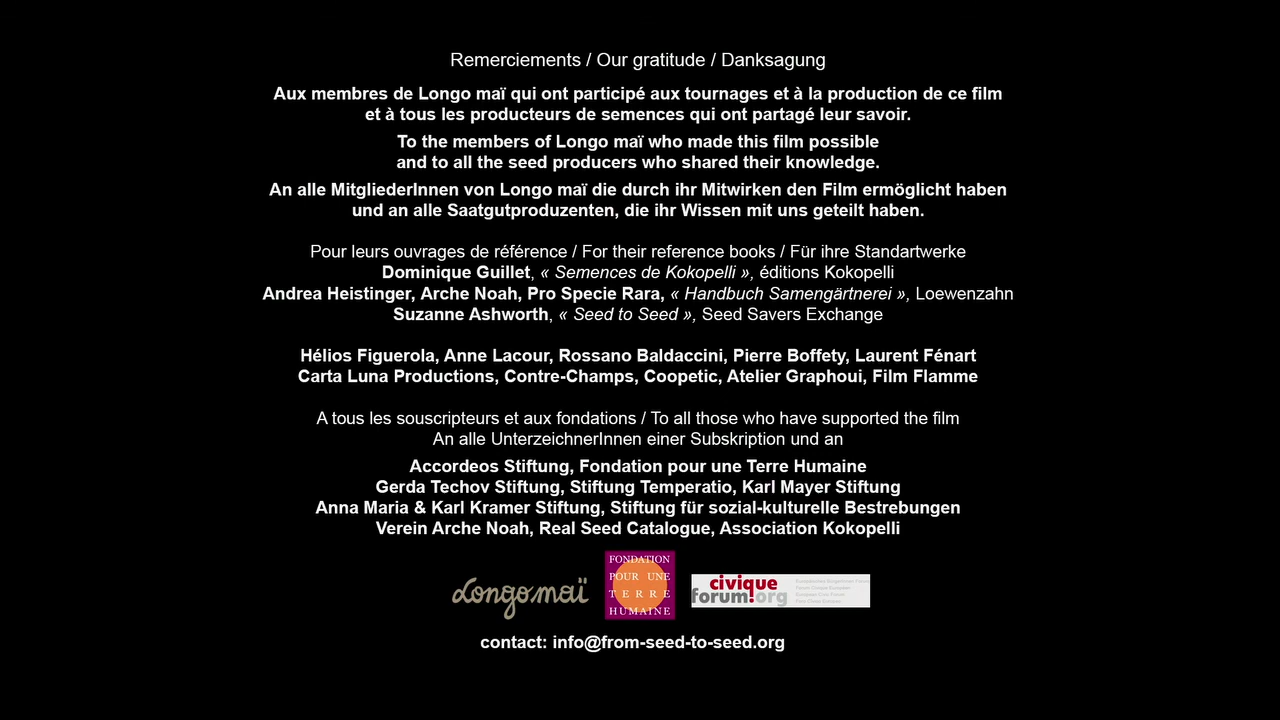 Remerciements / Our gratitude / Danksagung
Aux membres de Longo maï qui ont participé aux tournages et à la production de ce film
et à tous les producteurs de semences qui ont partagé leur savoir.
To the members of Longo maï who made this film possible
and to all the seed producers who shared their knowledge.
An alle MitgliederInnen von Longo maï die durch ihr Mitwirken den Film ermöglicht haben
und an alle Saatgutproduzenten, die ihr Wissen mit uns geteilt haben.
Pour leurs ouvrages de référence / For their reference books / Für ihre Standartwerke
Dominique Guillet, « Semences de Kokopelli », éditions Kokopelli
Andrea Heistinger, Arche Noah, Pro Specie Rara, « Handbuch Samengärtnerei », Loewenzahn
Suzanne Ashworth, « Seed to Seed », Seed Savers Exchange
Hélios Figuerola, Anne Lacour, Rossano Baldaccini, Pierre Boffety, Laurent Fénart
Carta Luna Productions, Contre-Champs, Coopetic, Atelier Graphoui, Film Flamme
A tous les souscripteurs et aux fondations / To all those who have supported the film
An alle UnterzeichnerInnen einer Subskription und an
Accordeos Stiftung, Fondation pour une Terre Humaine
Gerda Techov Stiftung, Stiftung Temperatio, Karl Mayer Stiftung
Anna Maria & Karl Kramer Stiftung, Stiftung für sozial-kulturelle Bestrebungen
Verein Arche Noah, Real Seed Catalogue, Association Kokopelli
Longo maï
FONDATION
POUR UNE
TERRE
HUMAINE
civique
forum!org
contact: info@from-seed-to-seed.org